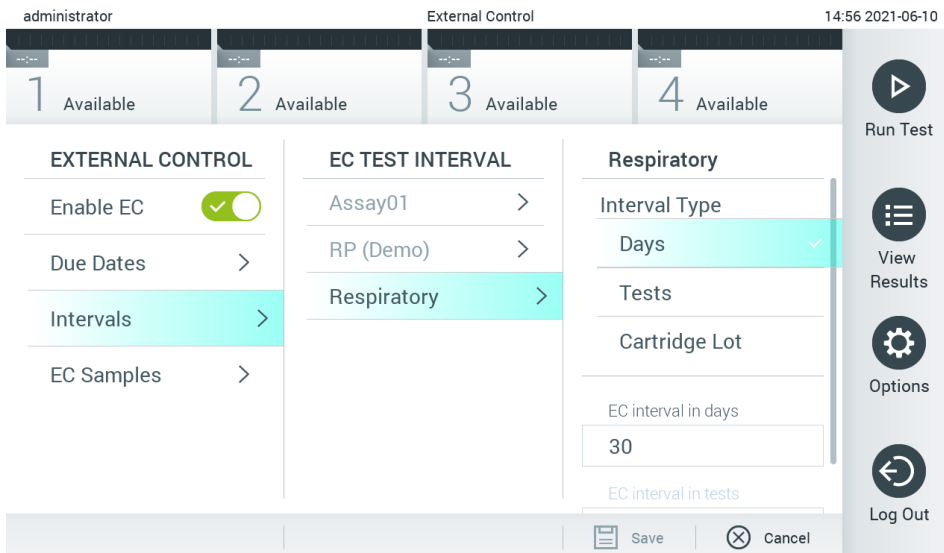 administrator External Control 14:56 2021-06-10
--:-- --:-- --:-- --:--
1 Available 2 Available 3 Available 4 Available
Run Test
EXTERNAL CONTROL
Enable EC
Due Dates
Intervals
EC Samples
EC TEST INTERVAL
Assay01
RP (Demo)
Respiratory
Respiratory
Interval Type
Days
Tests
Cartridge Lot
EC interval in days
30
EC interval in tests
View
Results
Options
Log Out
Save Cancel